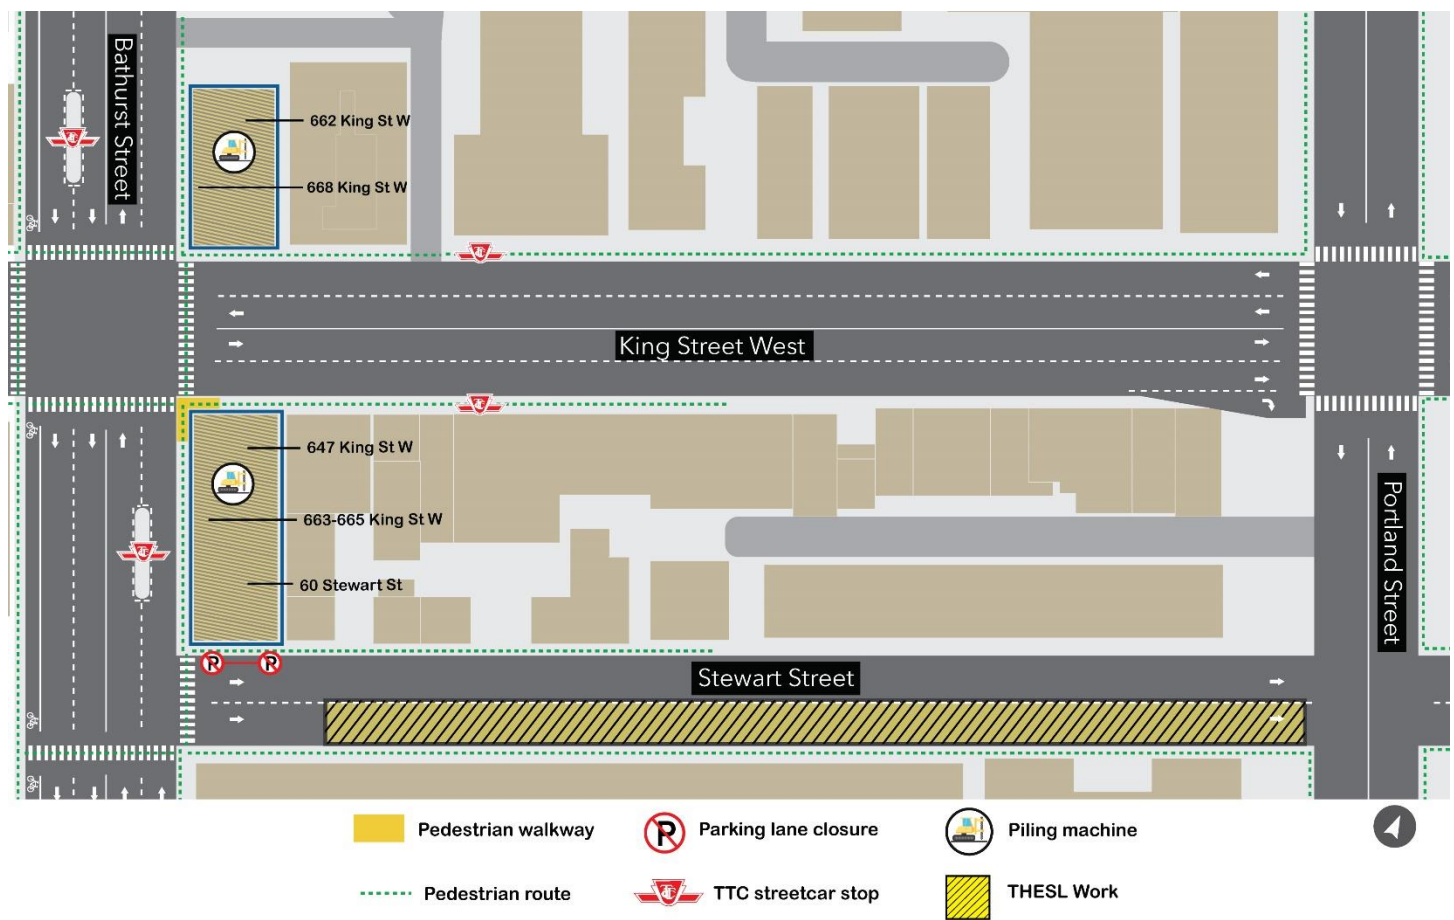 Bathurst Street
662 King St W
668 King St W
King Street West
647 King St W
663-665 King St W
60 Stewart St
Portland Street
P P
Stewart Street
Pedestrian walkway
P
Parking lane closure
Piling machine
Pedestrian route
TTC streetcar stop
THESL Work